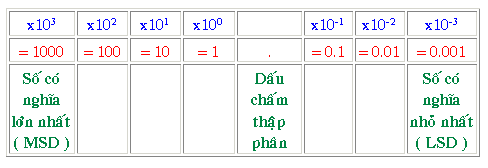 x10³ x10² x10¹ x10⁰ x10⁻¹ x10⁻² x10⁻³
= 1000 = 100 = 10 = 1 . = 0.1 = 0.01 = 0.001
Số có Dấu Số có
nghĩa chấm nghĩa
lớn nhất thập nhỏ nhất
( MSD ) phân ( LSD )